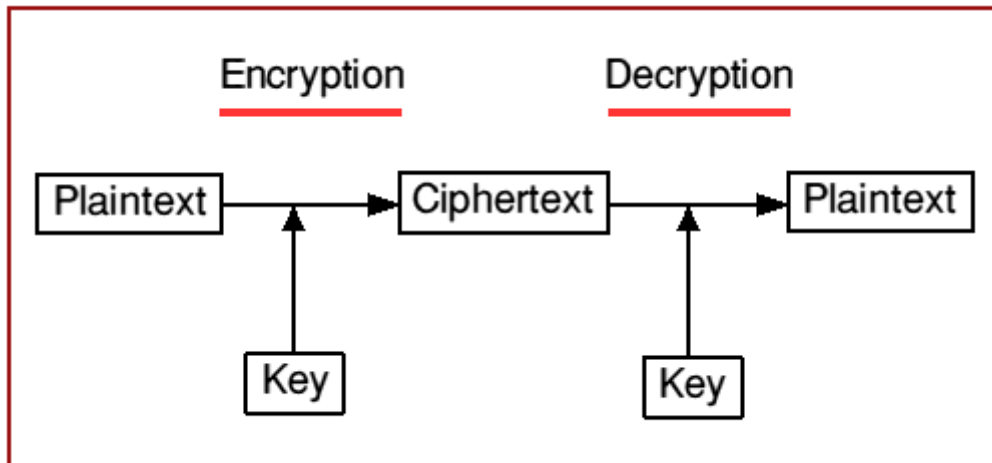 Encryption
Decryption
Plaintext
Ciphertext
Plaintext
Key
Key